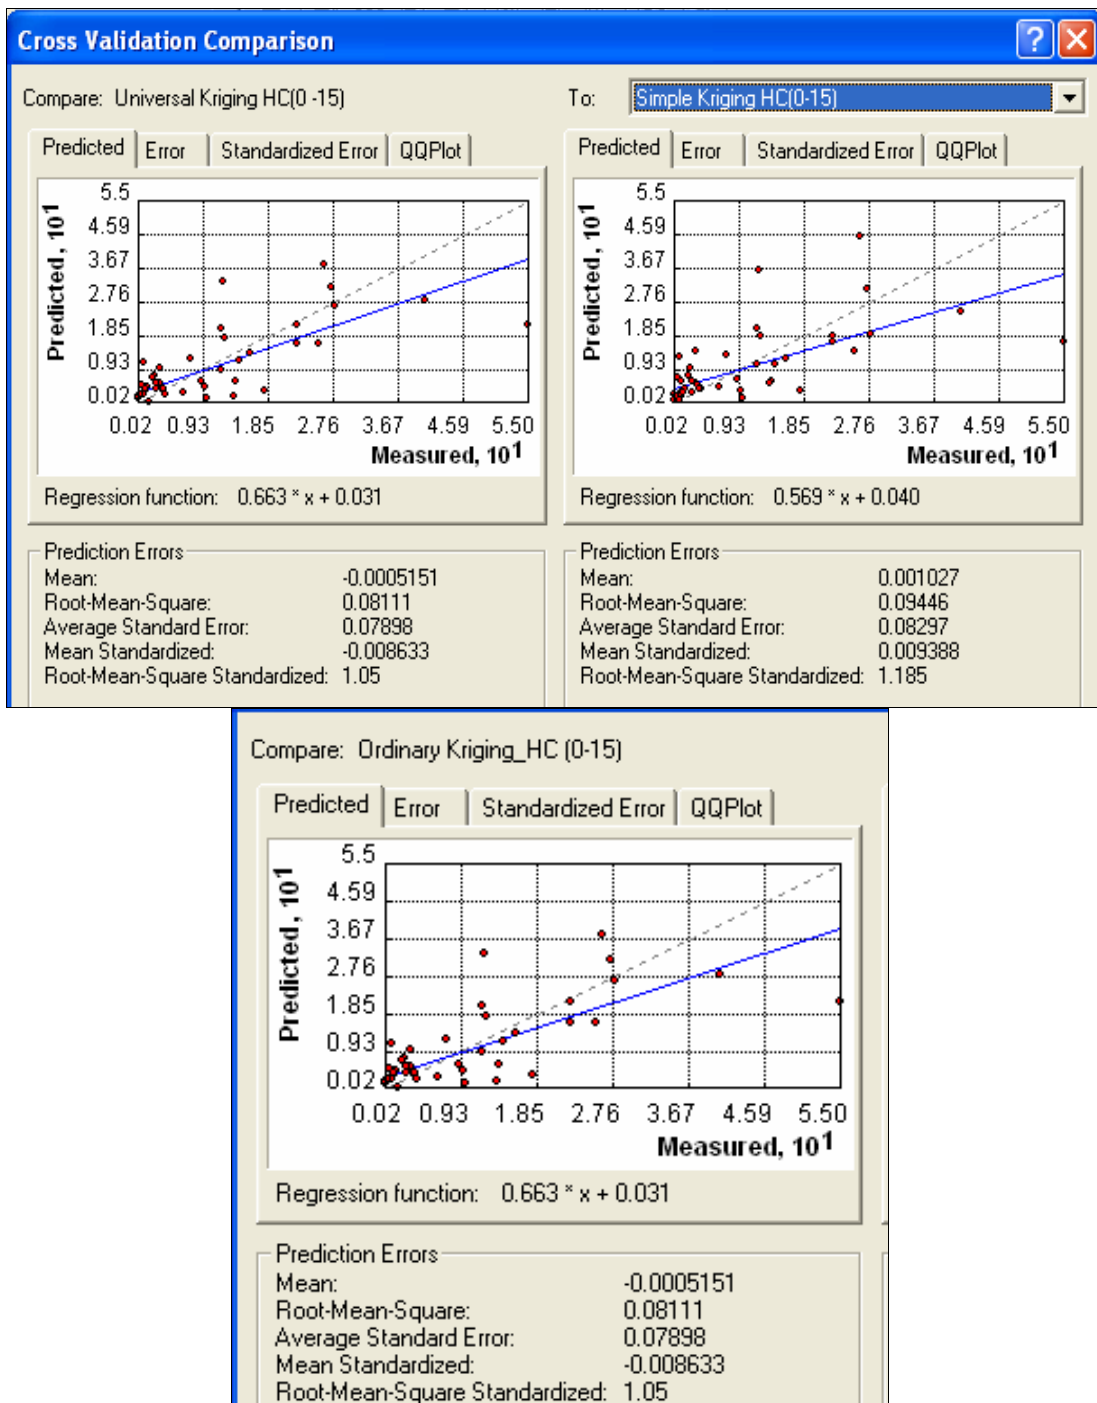 Cross Validation Comparison
Compare: Universal Kriging HC(0 -15)
To: Simple Kriging HC(0-15)
Predicted Error Standardized Error QQPlot
Predicted, 10¹
5.5
4.59
3.67
2.76
1.85
0.93
0.02
0.02 0.93 1.85 2.76 3.67 4.59 5.50
Measured, 10¹
Regression function: 0.663 * x + 0.031
Prediction Errors
Mean: -0.0005151
Root-Mean-Square: 0.08111
Average Standard Error: 0.07898
Mean Standardized: -0.008633
Root-Mean-Square Standardized: 1.05
Predicted Error Standardized Error QQPlot
Predicted, 10¹
5.5
4.59
3.67
2.76
1.85
0.93
0.02
0.02 0.93 1.85 2.76 3.67 4.59 5.50
Measured, 10¹
Regression function: 0.569 * x + 0.040
Prediction Errors
Mean: 0.001027
Root-Mean-Square: 0.09446
Average Standard Error: 0.08297
Mean Standardized: 0.009388
Root-Mean-Square Standardized: 1.185
Compare: Ordinary Kriging_HC (0-15)
Predicted Error Standardized Error QQPlot
Predicted, 10¹
5.5
4.59
3.67
2.76
1.85
0.93
0.02
0.02 0.93 1.85 2.76 3.67 4.59 5.50
Measured, 10¹
Regression function: 0.663 * x + 0.031
Prediction Errors
Mean: -0.0005151
Root-Mean-Square: 0.08111
Average Standard Error: 0.07898
Mean Standardized: -0.008633
Root-Mean-Square Standardized: 1.05